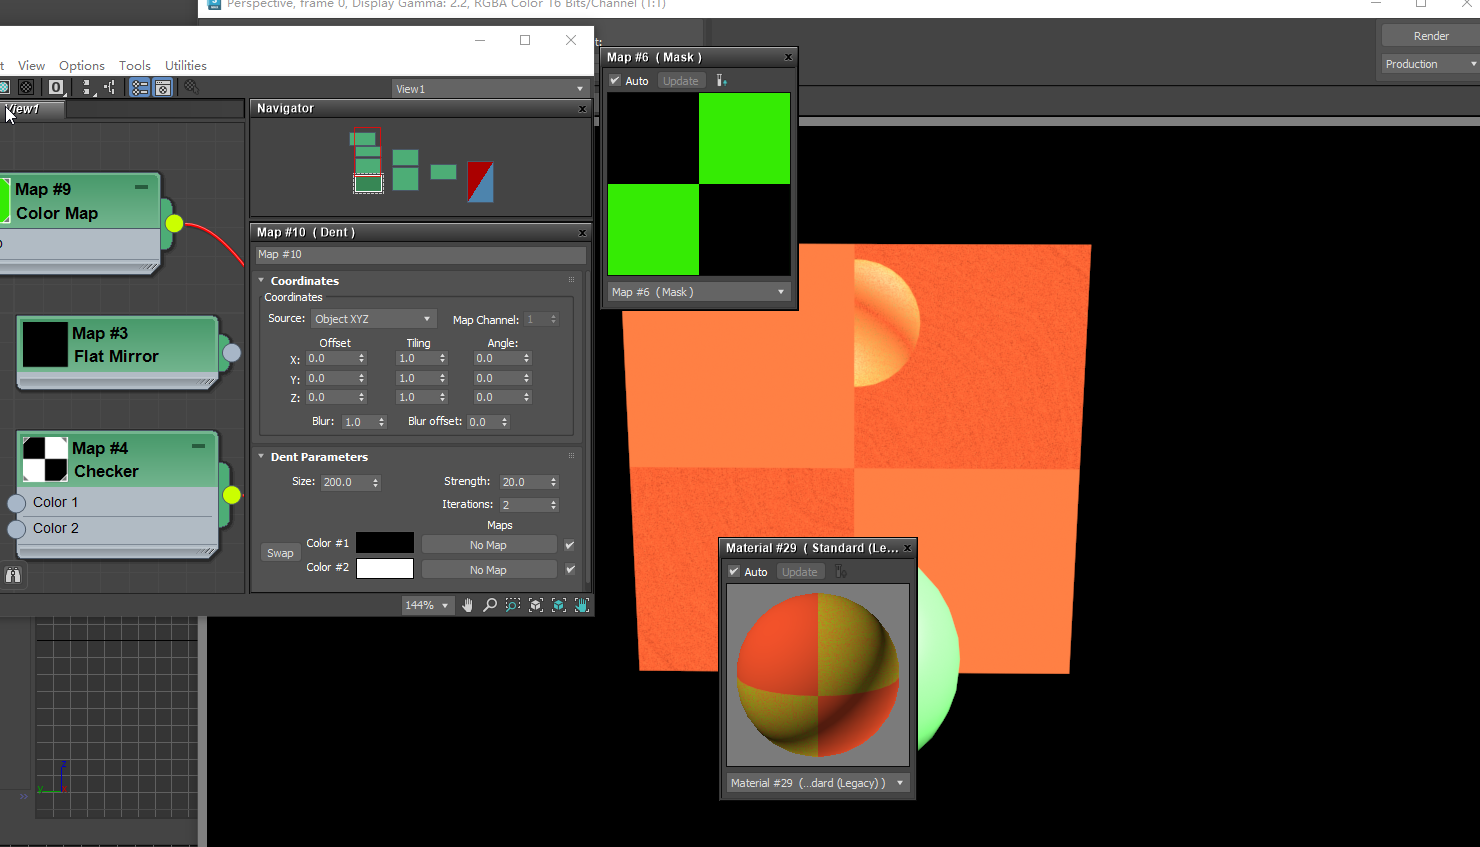 Perspective, frame 0, Display Gamma: 2.2, RGBA Color 16 Bits/Channel (1:1)
Render
Production
View Options Tools Utilities
View1
View1
Map #9
Color Map
Map #3
Flat Mirror
Map #4
Checker
Color 1
Color 2
Navigator
Map #10 ( Dent )
Map #10
Coordinates
Coordinates
Source: Object XYZ Map Channel: 1
Offset Tiling Angle:
X: 0.0 1.0 0.0
Y: 0.0 1.0 0.0
Z: 0.0 1.0 0.0
Blur: 1.0 Blur offset: 0.0
Dent Parameters
Size: 200.0 Strength: 20.0
Iterations: 2
Maps
Swap
Color #1 No Map
Color #2 No Map
144%
Map #6 ( Mask )
Auto Update
Map #6 ( Mask )
Material #29 ( Standard (Le...
Auto Update
Material #29 (...dard (Legacy) )
z
y